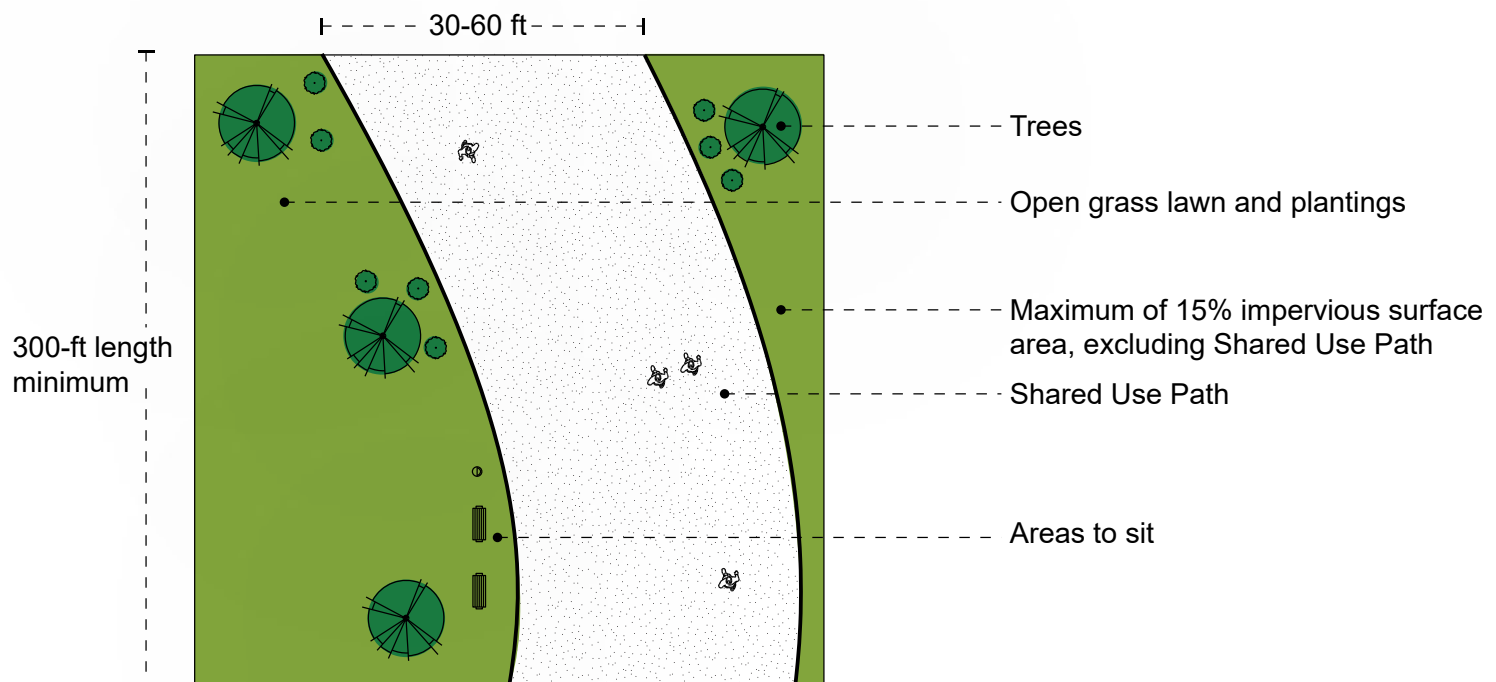 30-60 ft
Trees
Open grass lawn and plantings
Maximum of 15% impervious surface
area, excluding Shared Use Path
300-ft length
minimum
Shared Use Path
Areas to sit